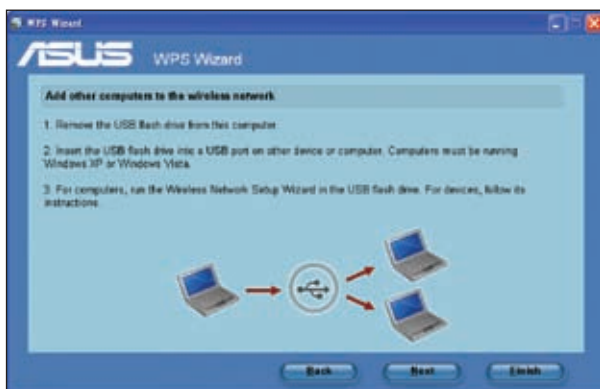 WPS Wizard
ASUS WPS Wizard
Add other computers to the wireless network
1. Remove the USB flash drive from this computer
2. Insert the USB flash drive into a USB port on other device or computer. Computers must be running
Windows XP or Windows Vista.
3. For computers, run the Wireless Network Setup Wizard in the USB flash drive. For devices, follow its
instructions.
Back Next Finish